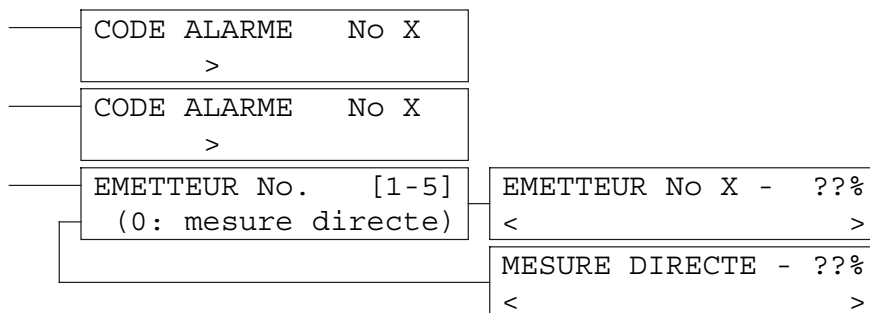 CODE ALARME No X
>
CODE ALARME No X
>
EMETTEUR No. [1-5]
(0: mesure directe)
EMETTEUR No X - ??%
< >
MESURE DIRECTE - ??%
< >